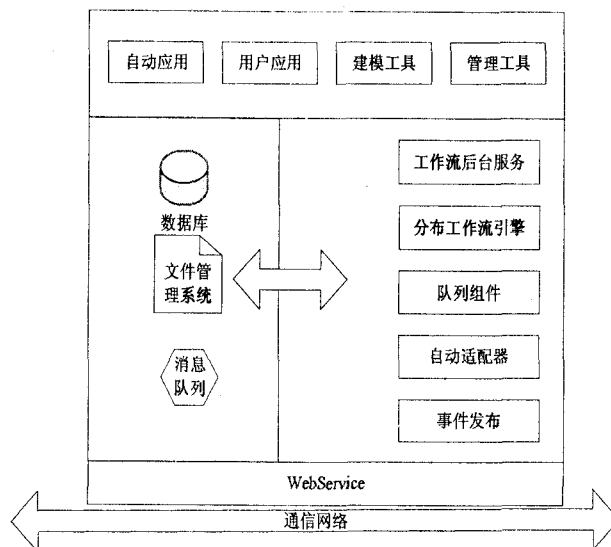 自动应用 用户应用 建模工具 管理工具
数据库
文件管
理系统
消息
队列
工作流后台服务
分布工作流引擎
队列组件
自动适配器
事件发布
WebService
通信网络